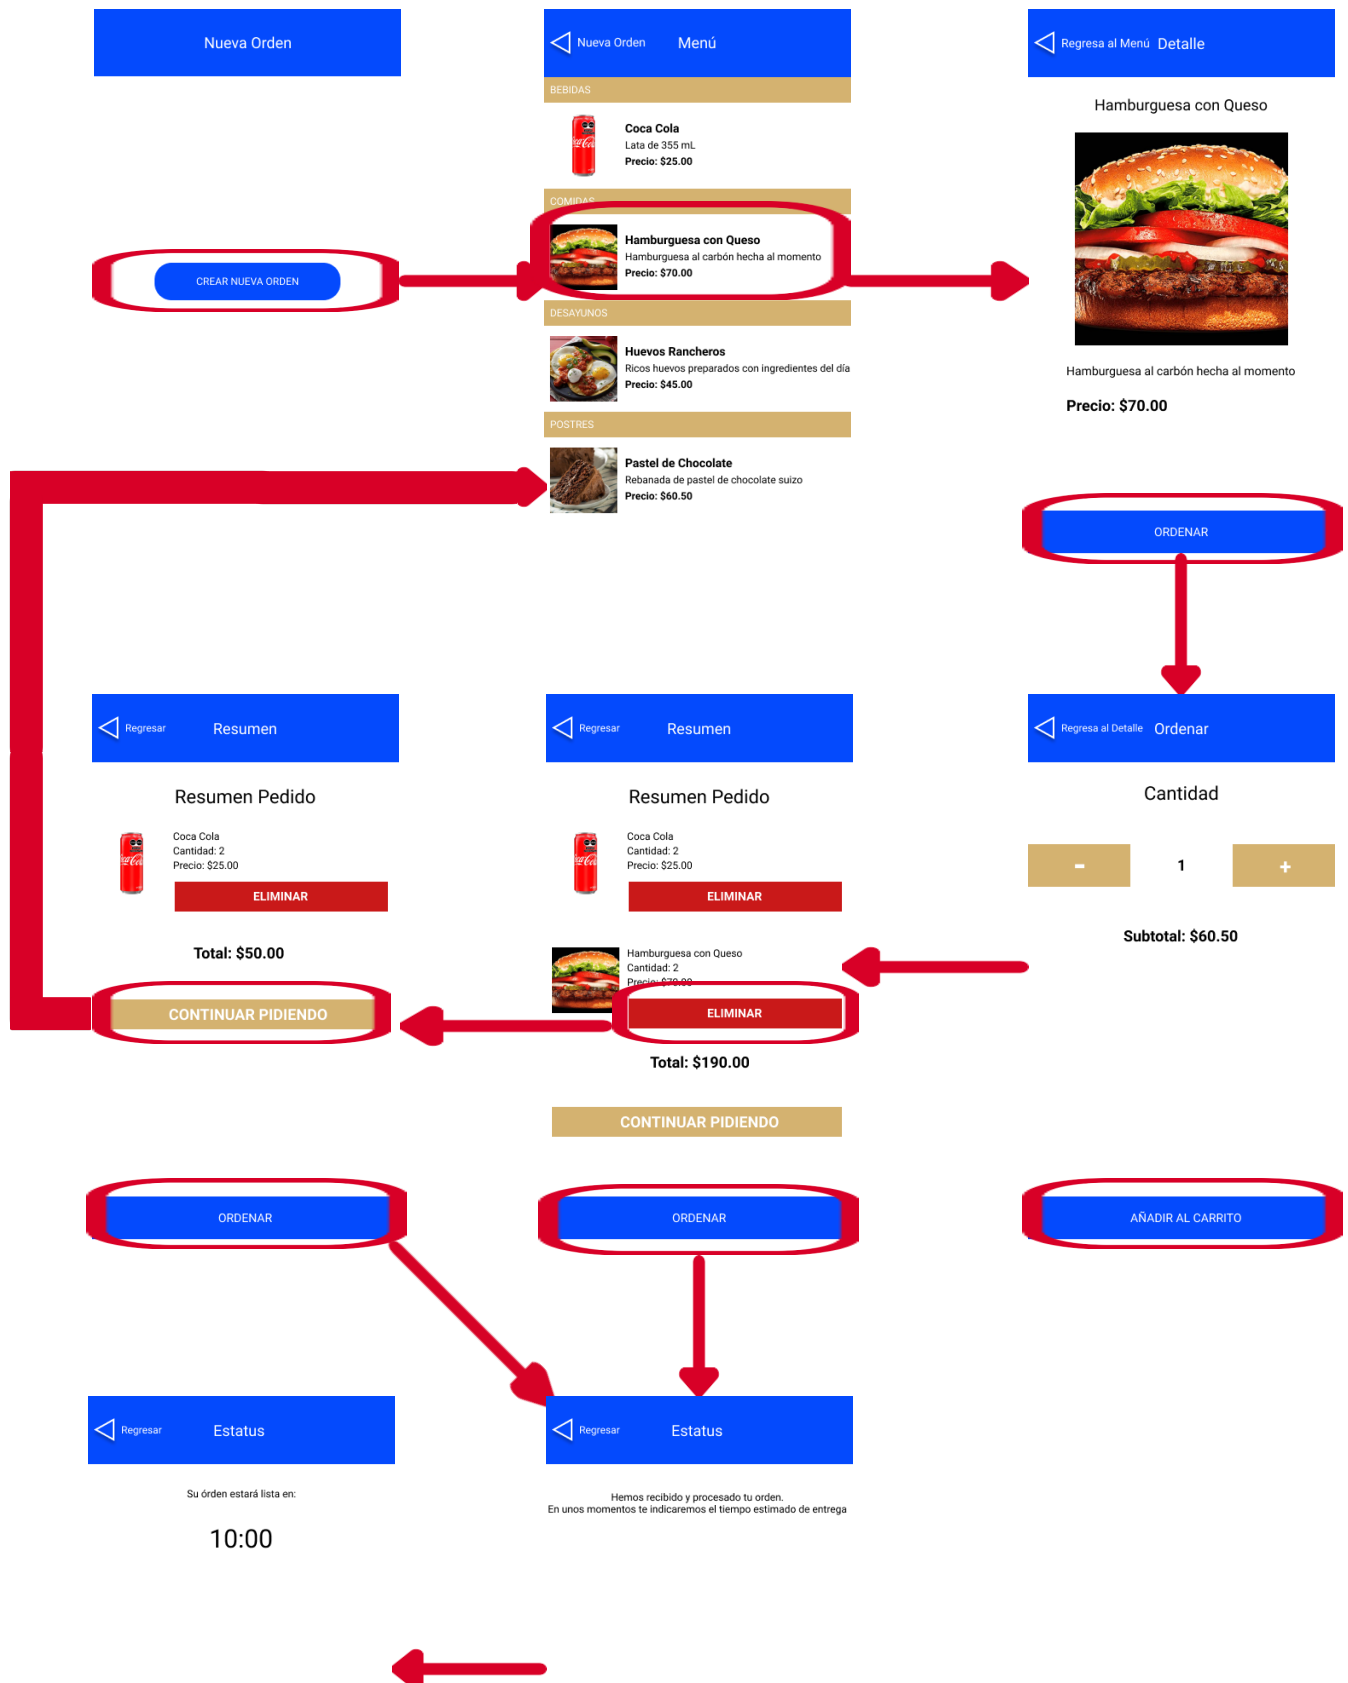 Nueva Orden
CREAR NUEVA ORDEN
Nueva Orden
Menú
BEBIDAS
Coca Cola
Lata de 355 mL
Precio: $25.00
COMIDAS
Hamburguesa con Queso
Hamburguesa al carbón hecha al momento
Precio: $70.00
DESAYUNOS
Huevos Rancheros
Ricos huevos preparados con ingredientes del día
Precio: $45.00
POSTRES
Pastel de Chocolate
Rebanada de pastel de chocolate suizo
Precio: $60.50
Regresa al Menú
Detalle
Hamburguesa con Queso
Hamburguesa al carbón hecha al momento
Precio: $70.00
ORDENAR
Regresar
Resumen
Resumen Pedido
Coca Cola
Cantidad: 2
Precio: $25.00
ELIMINAR
Total: $50.00
CONTINUAR PIDIENDO
ORDENAR
Regresar
Resumen
Resumen Pedido
Coca Cola
Cantidad: 2
Precio: $25.00
ELIMINAR
Hamburguesa con Queso
Cantidad: 2
Precio: $70.00
ELIMINAR
Total: $190.00
CONTINUAR PIDIENDO
ORDENAR
Regresa al Detalle
Ordenar
Cantidad
-
1
+
Subtotal: $60.50
AÑADIR AL CARRITO
Regresar
Estatus
Su órden estará lista en:
10:00
Regresar
Estatus
Hemos recibido y procesado tu orden.
En unos momentos te indicaremos el tiempo estimado de entrega